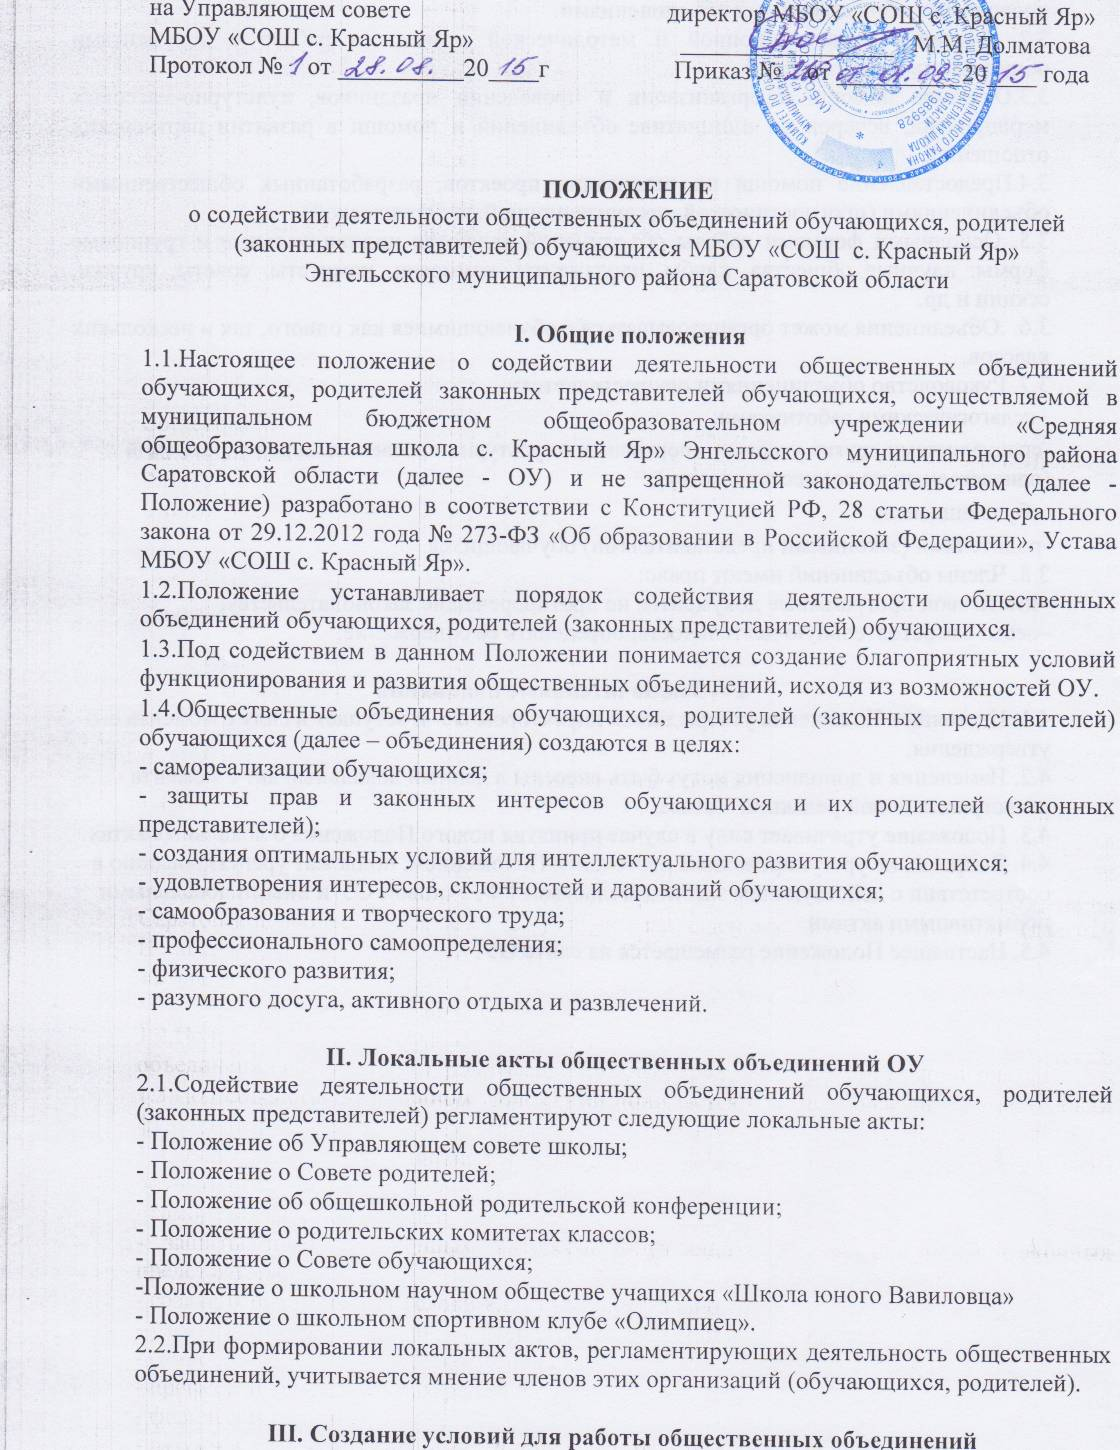 на Управляющем совете
МБОУ «СОШ с. Красный Яр»
Протокол № 1 от 28.08. 2015 г
директор МБОУ «СОШ с. Красный Яр»
М.М. Долматова
Приказ № от 01.09. 2015 года
ПОЛОЖЕНИЕ
о содействии деятельности общественных объединений обучающихся, родителей
(законных представителей) обучающихся МБОУ «СОШ с. Красный Яр»
Энгельсского муниципального района Саратовской области
I. Общие положения
1.1.Настоящее положение о содействии деятельности общественных объединений
обучающихся, родителей законных представителей обучающихся, осуществляемой в
муниципальном бюджетном общеобразовательном учреждении «Средняя
общеобразовательная школа с. Красный Яр» Энгельсского муниципального района
Саратовской области (далее - ОУ) и не запрещенной законодательством (далее -
Положение) разработано в соответствии с Конституцией РФ, 28 статьи Федерального
закона от 29.12.2012 года № 273-ФЗ «Об образовании в Российской Федерации», Устава
МБОУ «СОШ с. Красный Яр».
1.2.Положение устанавливает порядок содействия деятельности общественных
объединений обучающихся, родителей (законных представителей) обучающихся.
1.3.Под содействием в данном Положении понимается создание благоприятных условий
функционирования и развития общественных объединений, исходя из возможностей ОУ.
1.4.Общественные объединения обучающихся, родителей (законных представителей)
обучающихся (далее – объединения) создаются в целях:
- самореализации обучающихся;
- защиты прав и законных интересов обучающихся и их родителей (законных
представителей);
- создания оптимальных условий для интеллектуального развития обучающихся;
- удовлетворения интересов, склонностей и дарований обучающихся;
- самообразования и творческого труда;
- профессионального самоопределения;
- физического развития;
- разумного досуга, активного отдыха и развлечений.
II. Локальные акты общественных объединений ОУ
2.1.Содействие деятельности общественных объединений обучающихся, родителей
(законных представителей) регламентируют следующие локальные акты:
- Положение об Управляющем совете школы;
- Положение о Совете родителей;
- Положение об общешкольной родительской конференции;
- Положение о родительских комитетах классов;
- Положение о Совете обучающихся;
-Положение о школьном научном обществе учащихся «Школа юного Вавиловца»
- Положение о школьном спортивном клубе «Олимпиец».
2.2.При формировании локальных актов, регламентирующих деятельность общественных
объединений, учитывается мнение членов этих организаций (обучающихся, родителей).
III. Создание условий для работы общественных объединений